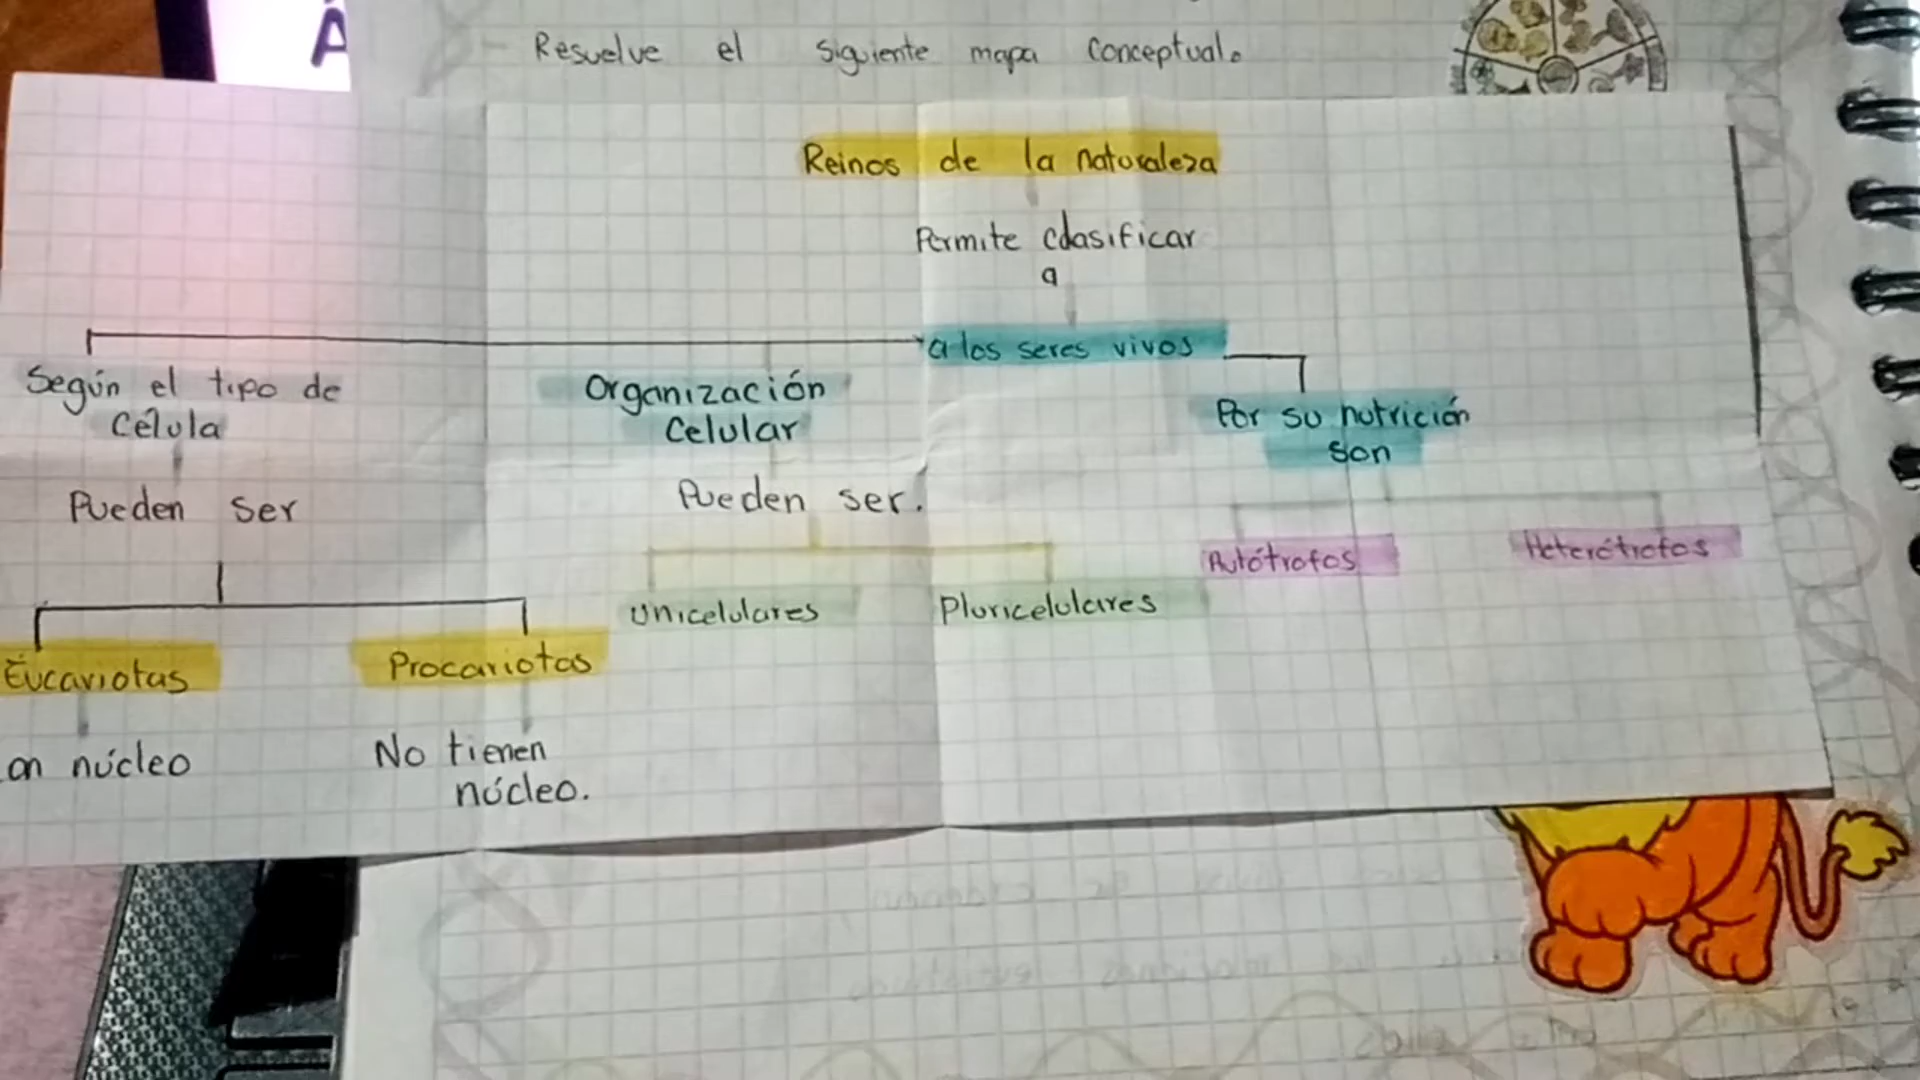 Á
Resuelve el siguiente mapa conceptual.
Reinos de la naturaleza
Permite clasificar
a
a los seres vivos
Según el tipo de
Célula
Organización
Celular
Por su nutrición
son
Pueden ser
Pueden ser.
Autótrofos
Heterótrofos
Unicelulares
Pluricelulares
Eucariotas
Procariotas
on núcleo
No tienen
núcleo.